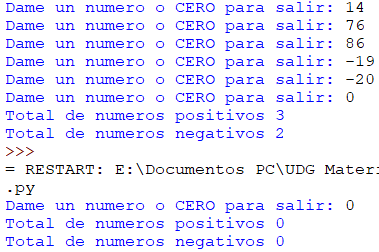 Dame un numero o CERO para salir: 14
Dame un numero o CERO para salir: 76
Dame un numero o CERO para salir: 86
Dame un numero o CERO para salir: -19
Dame un numero o CERO para salir: -20
Dame un numero o CERO para salir: 0
Total de numeros positivos 3
Total de numeros negativos 2
>>>
= RESTART: E:\Documentos PC\UDG Materi
.py
Dame un numero o CERO para salir: 0
Total de numeros positivos 0
Total de numeros negativos 0